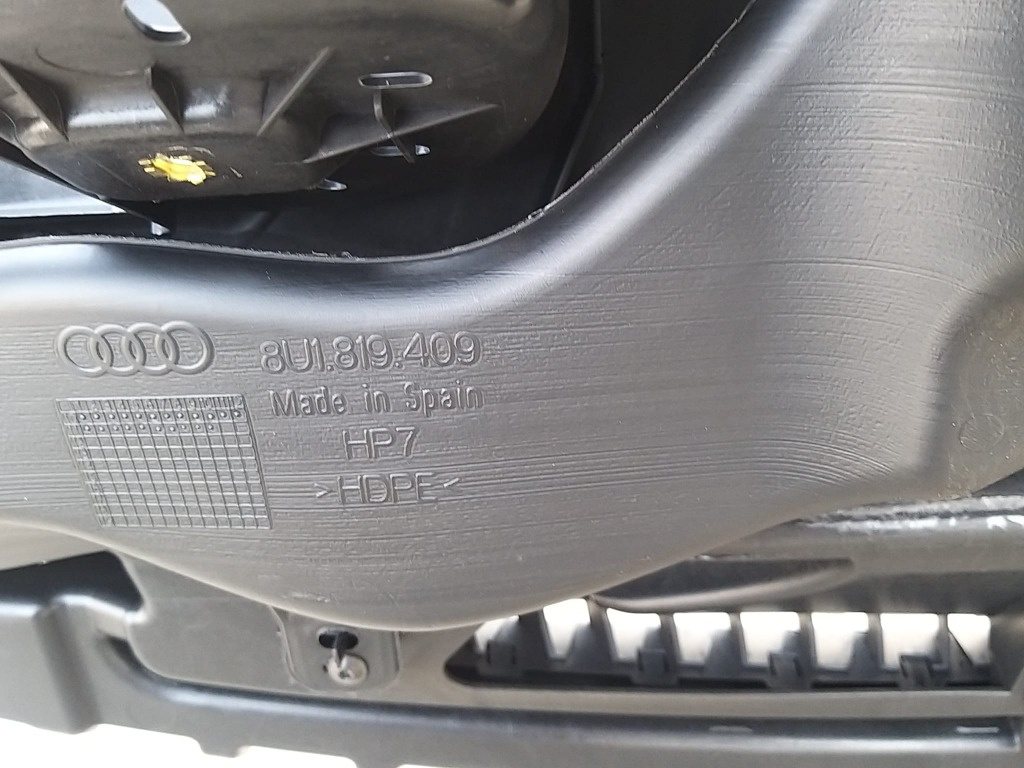 8U1.819.409
Made in Spain
HP7
>HDPE<